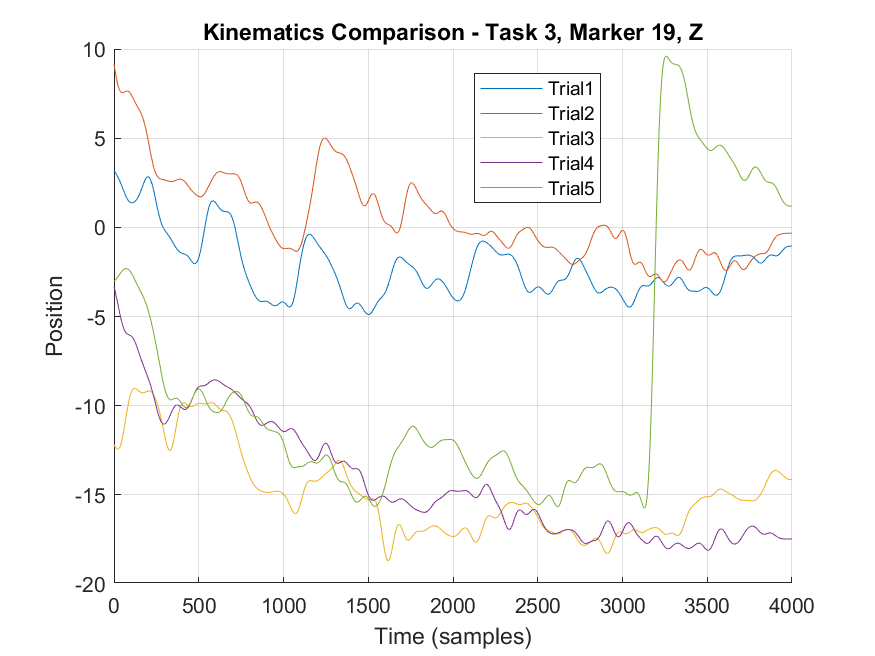 Kinematics Comparison - Task 3, Marker 19, Z
10
5
0
-5
-10
-15
-20
Position
Trial1
Trial2
Trial3
Trial4
Trial5
0 500 1000 1500 2000 2500 3000 3500 4000
Time (samples)